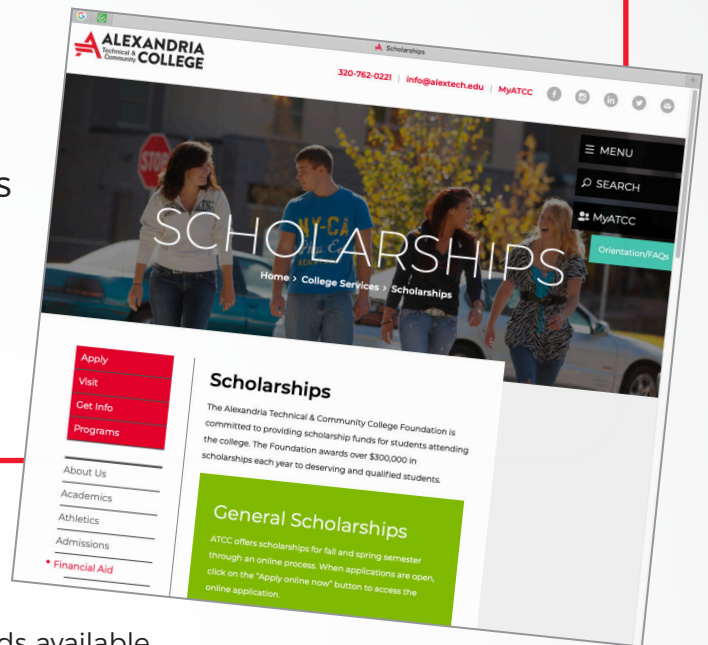 Scholarships
ALEXANDRIA
Technical &
Community COLLEGE
320-762-0221 | info@alextech.edu | MyATCC
MENU
SEARCH
MyATCC
Orientation/FAQs
STOP
NY-CA
SCHOLARSHIPS
Home > College Services > Scholarships
Apply
Visit
Get Info
Programs
About Us
Academics
Athletics
Admissions
• Financial Aid
Scholarships
The Alexandria Technical & Community College Foundation is
committed to providing scholarship funds for students attending
the college. The Foundation awards over $300,000 in
scholarships each year to deserving and qualified students.
General Scholarships
ATCC offers scholarships for fall and spring semester
through an online process. When applications are open,
click on the "Apply online now" button to access the
online application.
available